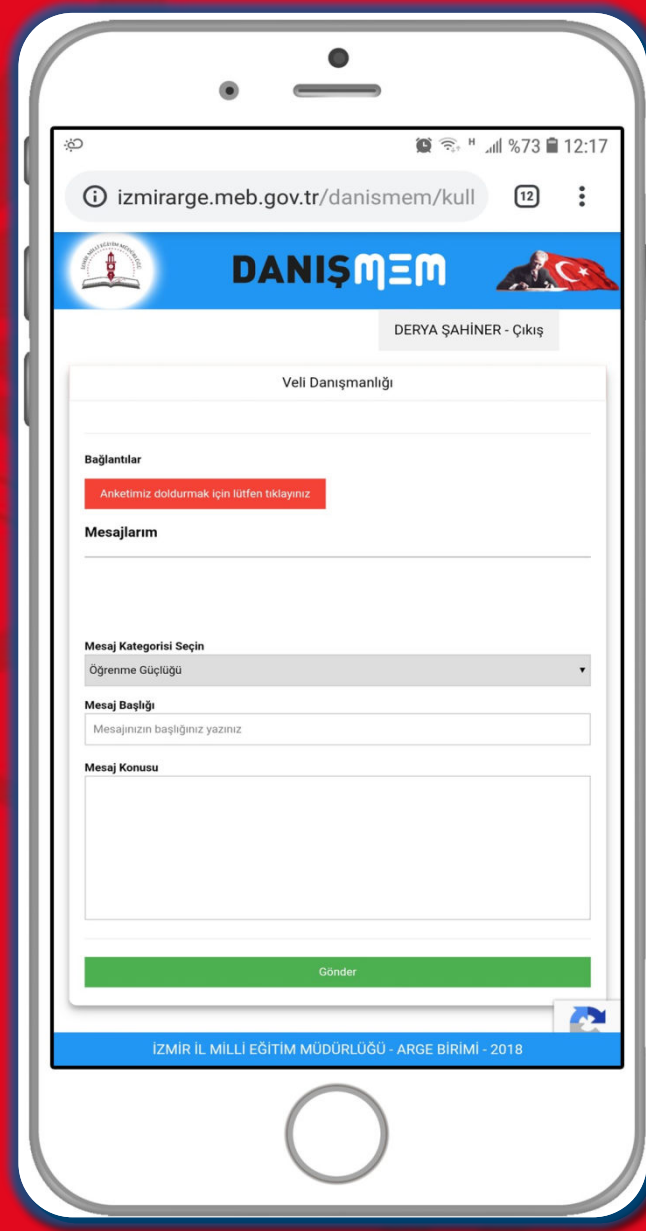 H %73 12:17
izmirarge.meb.gov.tr/danismem/kull 12
DANIŞMEM
DERYA ŞAHİNER - Çıkış
Veli Danışmanlığı
Bağlantılar
Anketimiz doldurmak için lütfen tıklayınız
Mesajlarım
Mesaj Kategorisi Seçin
Öğrenme Güçlüğü
Mesaj Başlığı
Mesajınızın başlığınız yazınız
Mesaj Konusu
Gönder
İZMİR İL MİLLİ EĞİTİM MÜDÜRLÜĞÜ - ARGE BİRİMİ - 2018